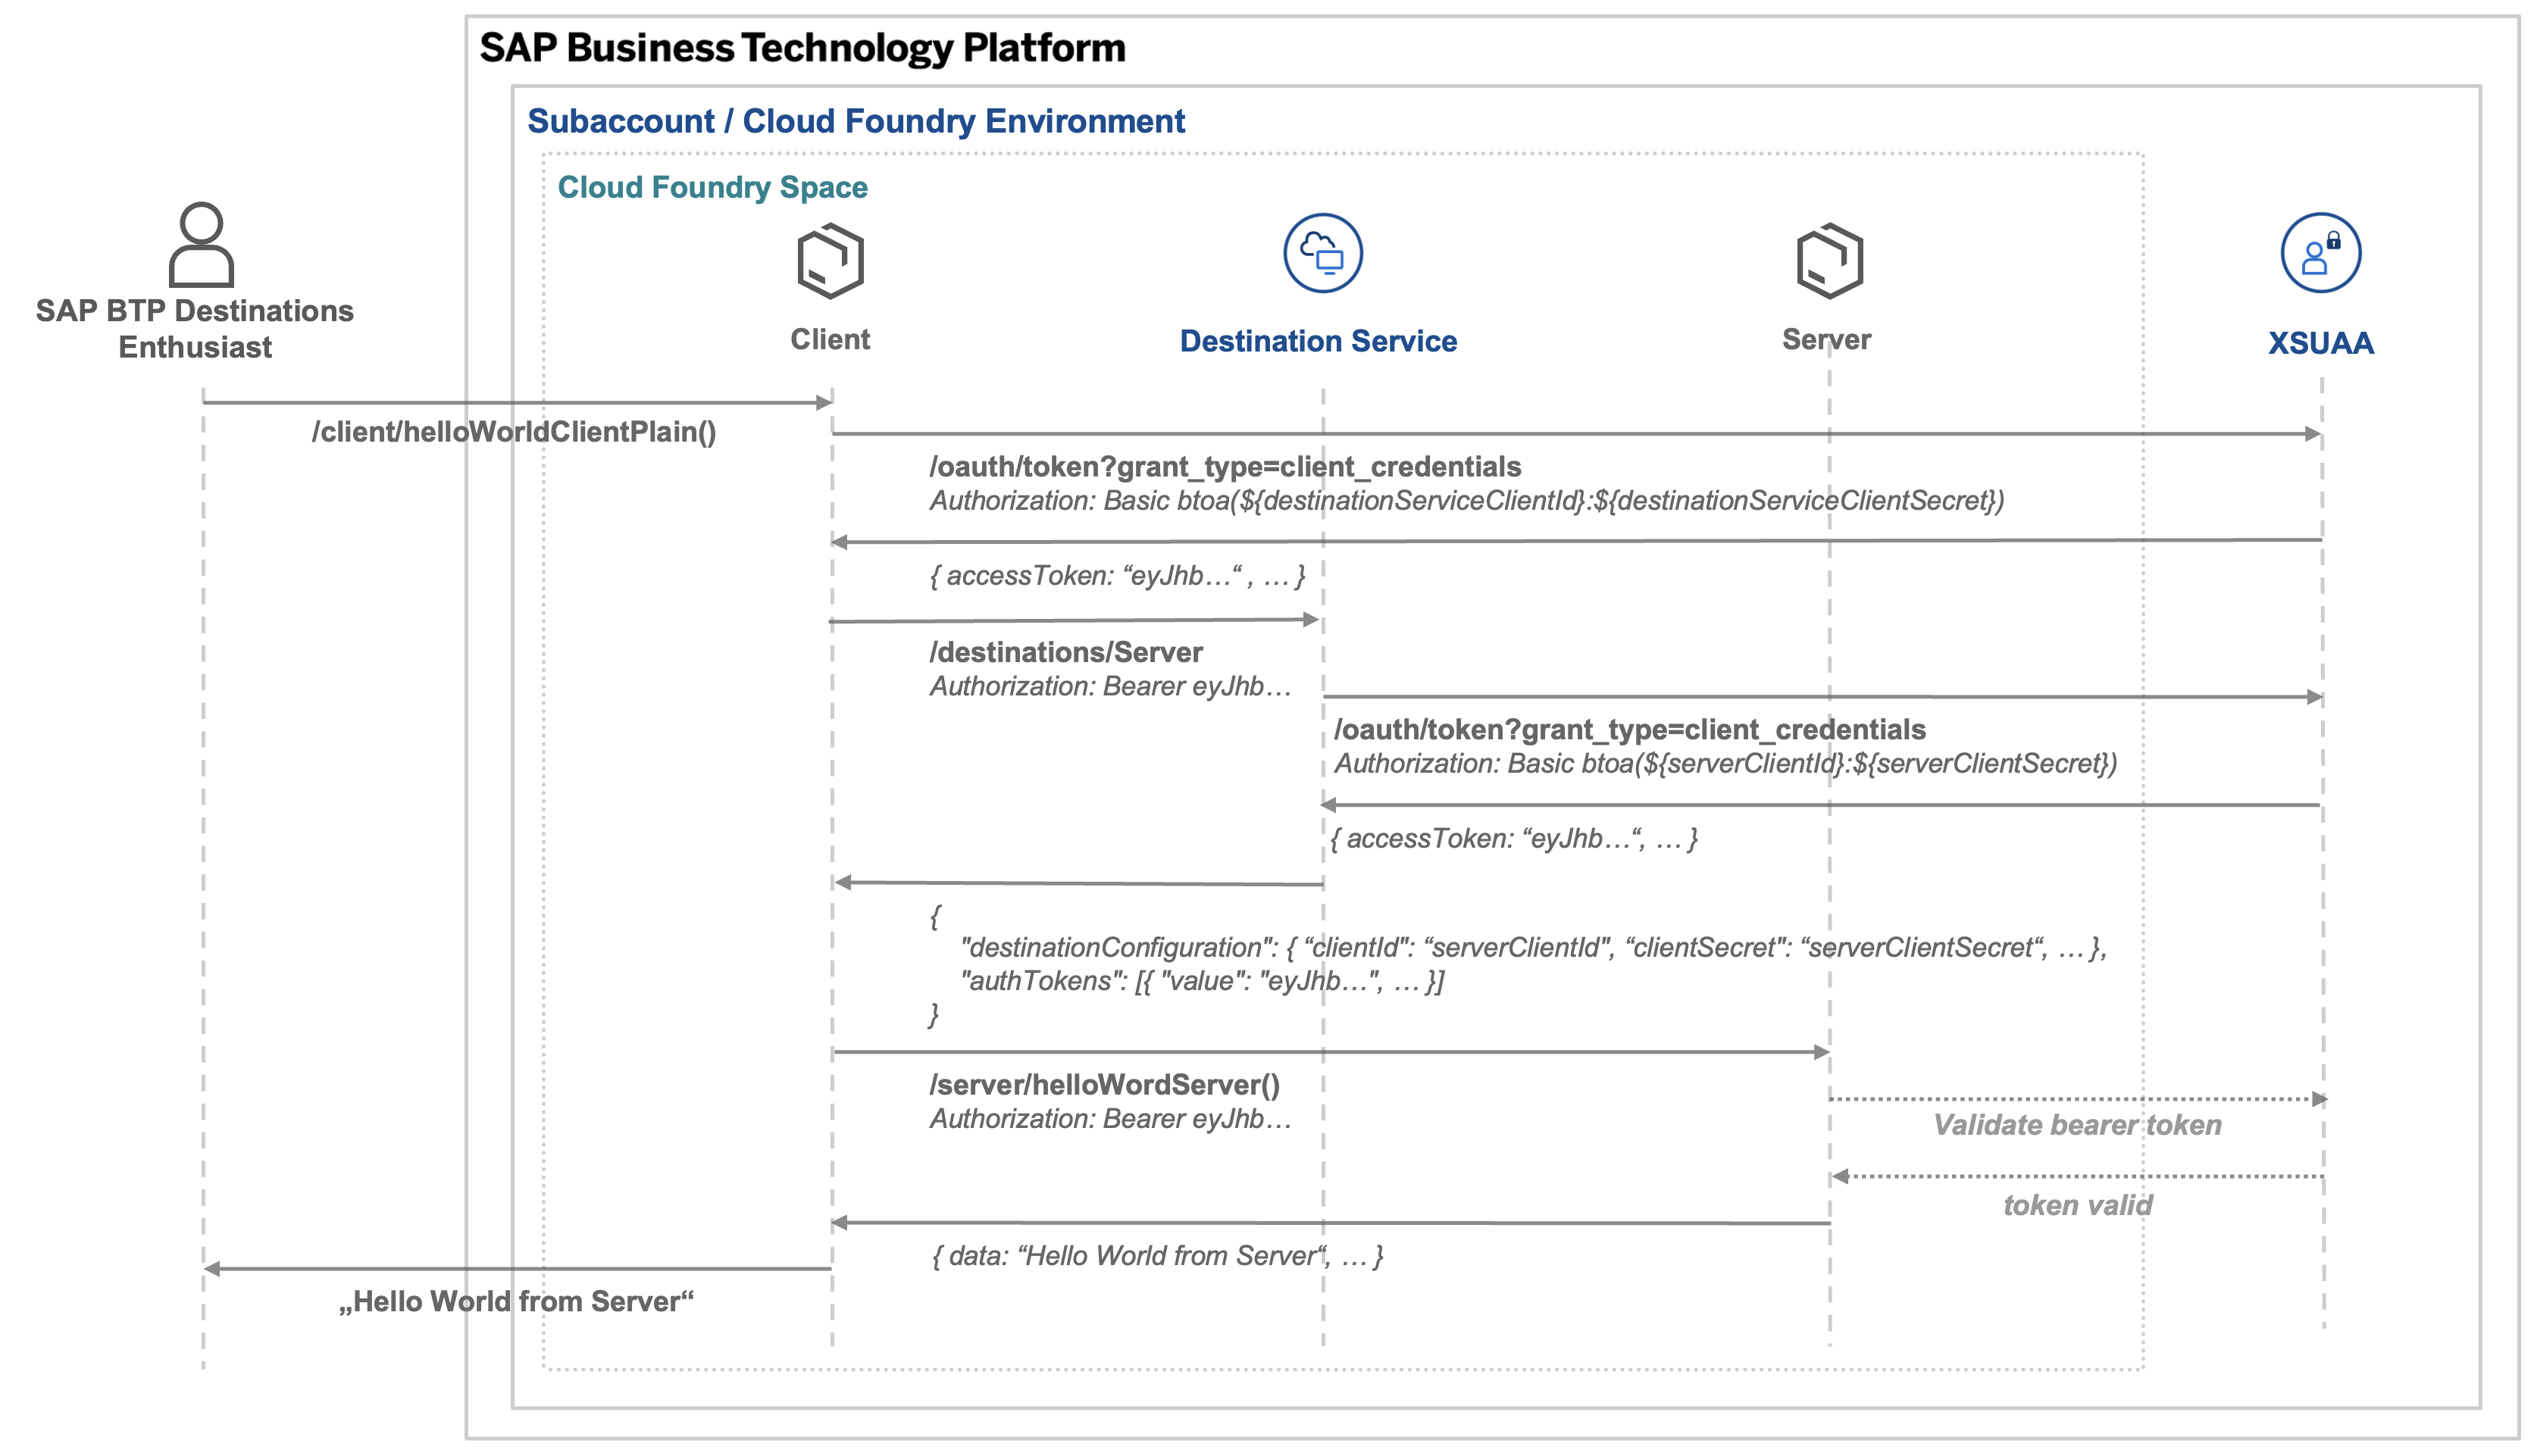 SAP Business Technology Platform
Subaccount / Cloud Foundry Environment
Cloud Foundry Space
SAP BTP Destinations
Enthusiast
Client
Destination Service
Server
XSUAA
/client/helloWorldClientPlain()
/oauth/token?grant_type=client_credentials
Authorization: Basic btoa(${destinationServiceClientId}:${destinationServiceClientSecret})
{ accessToken: “eyJhb…“ , … }
/destinations/Server
Authorization: Bearer eyJhb…
/oauth/token?grant_type=client_credentials
Authorization: Basic btoa(${serverClientId}:${serverClientSecret})
{ accessToken: “eyJhb…“, … }
{
"destinationConfiguration": { “clientId": “serverClientId", “clientSecret": “serverClientSecret“, … },
"authTokens": [{ "value": "eyJhb…", … }]
}
/server/helloWordServer()
Authorization: Bearer eyJhb…
Validate bearer token
token valid
{ data: “Hello World from Server“, … }
„Hello World from Server“